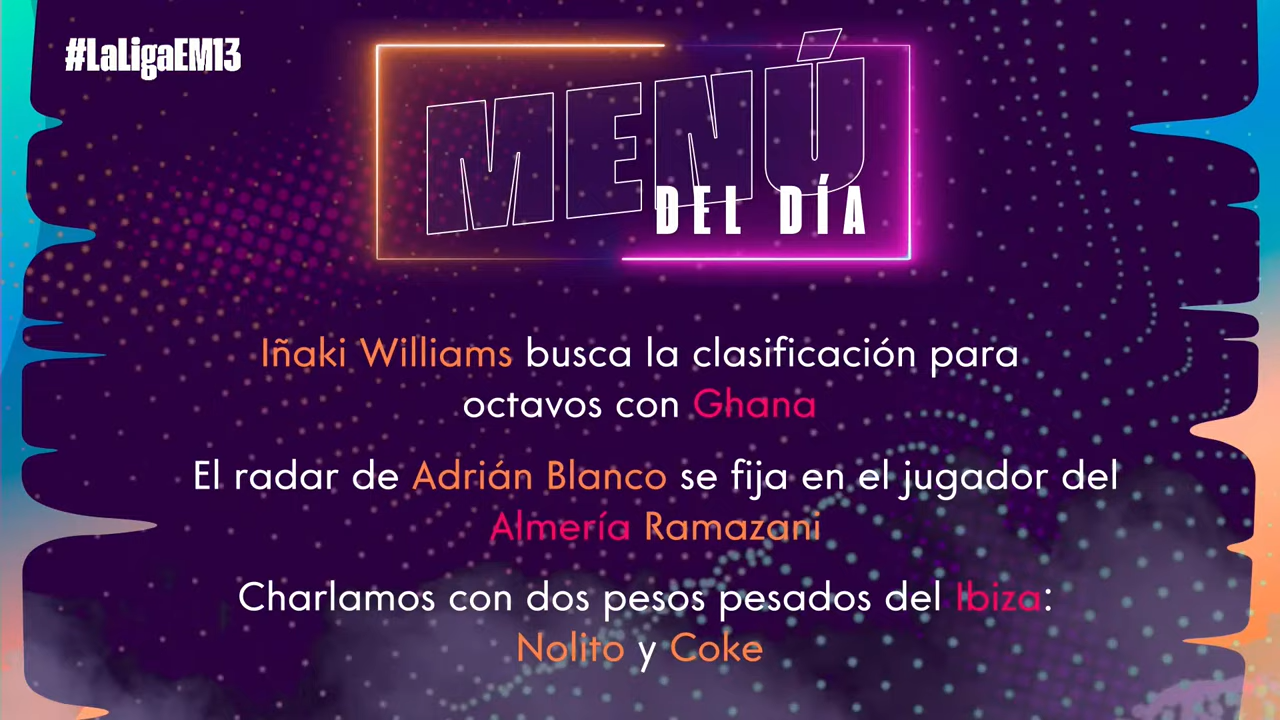 #LaLigaEM13
MENÚ
DEL DÍA
Iñaki Williams busca la clasificación para
octavos con Ghana
El radar de Adrián Blanco se fija en el jugador del
Almería Ramazani
Charlamos con dos pesos pesados del Ibiza:
Nolito y Coke